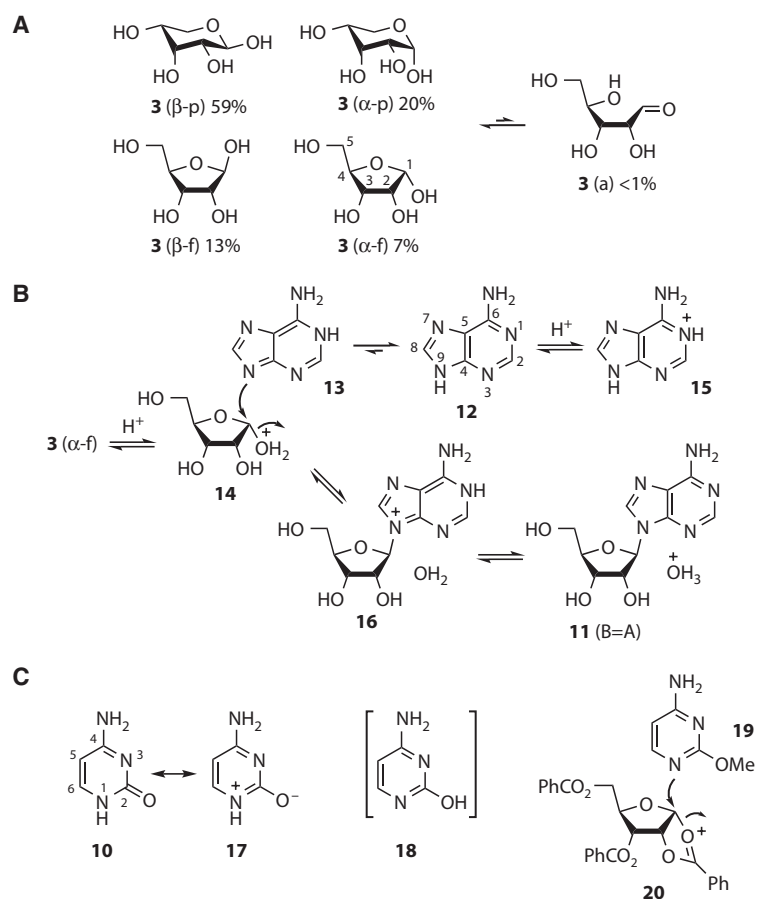 A
HO
O
OH
HO
OH
3 (β-p) 59%
HO
O
HO
HO
OH
3 (α-p) 20%
HO
O
OH
HO
OH
3 (β-f) 13%
HO
5
O
1
4
3
2
OH
HO
OH
3 (α-f) 7%
HO
H
O
O
HO
OH
3 (a) <1%
B
NH2
N
NH
N
N
13
NH2
7
N
5
6
1
N
8
9
N
H
4
N
3
2
12
H+
NH2
N
+
NH
N
H
N
15
3 (α-f)
H+
HO
O
+
OH2
HO
OH
14
NH2
N
NH
N
+
N
HO
O
OH2
HO
OH
16
NH2
N
N
N
N
HO
O
+
OH3
HO
OH
11 (B=A)
C
NH2
4
5
N
3
6
1
N
H
2
O
10
NH2
N
+
N
H
O−
17
NH2
N
N
OH
18
NH2
N
N
OMe
19
PhCO2
O
O+
PhCO2
O
Ph
20